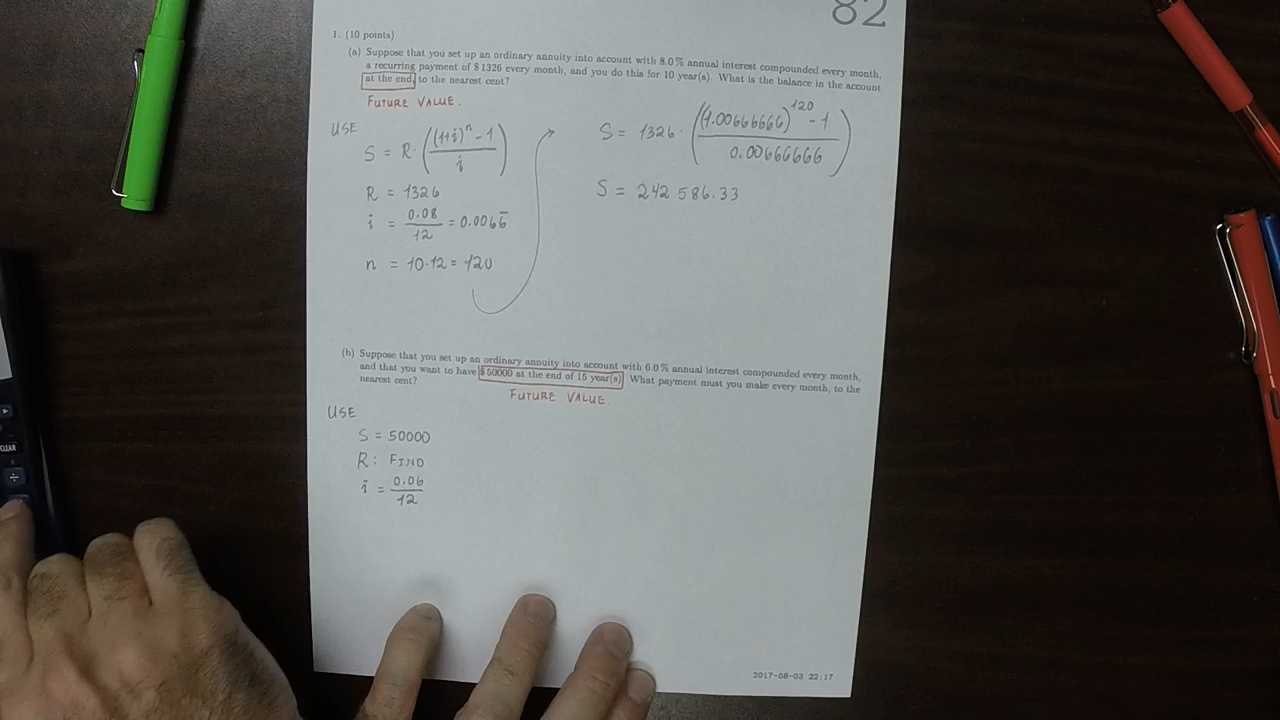 82
1. (10 points)
(a) Suppose that you set up an ordinary annuity into account with 8.0% annual interest compounded every month,
a recurring payment of $1326 every month, and you do this for 10 year(s). What is the balance in the account
at the end, to the nearest cent?
FUTURE VALUE.
USE
S = R·(((1+i)^n - 1)/i)
R = 1326
i = 0.08/12 = 0.0066̅
n = 10·12 = 120
S = 1326·(((1.00666666)^120 - 1)/0.00666666)
S = 242 586.33
(b) Suppose that you set up an ordinary annuity into account with 6.0% annual interest compounded every month,
and that you want to have $50000 at the end of 15 year(s). What payment must you make every month, to the
nearest cent?
FUTURE VALUE.
USE
S = 50000
R: FIND
i = 0.06/12
2017-08-03 22:17
CLEAR
÷